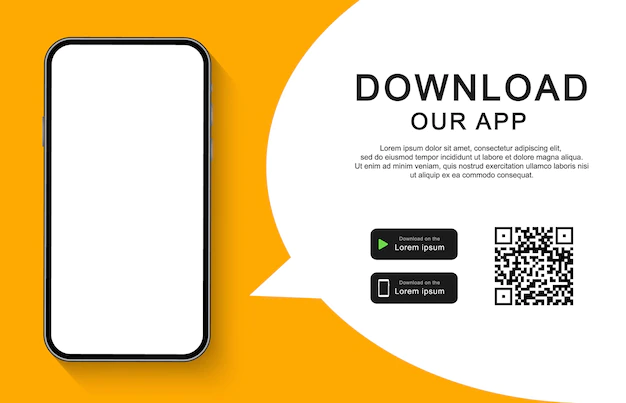 DOWNLOAD
OUR APP
Lorem ipsum dolor sit amet, consectetur adipiscing elit,
sed do eiusmod tempor incididunt ut labore et dolore magna aliqua.
Ut enim ad minim veniam, quis nostrud exercitation ullamco
laboris nisi ut aliquip ex ea commodo consequat.
Download on the
Lorem ipsum
Download on the
Lorem ipsum